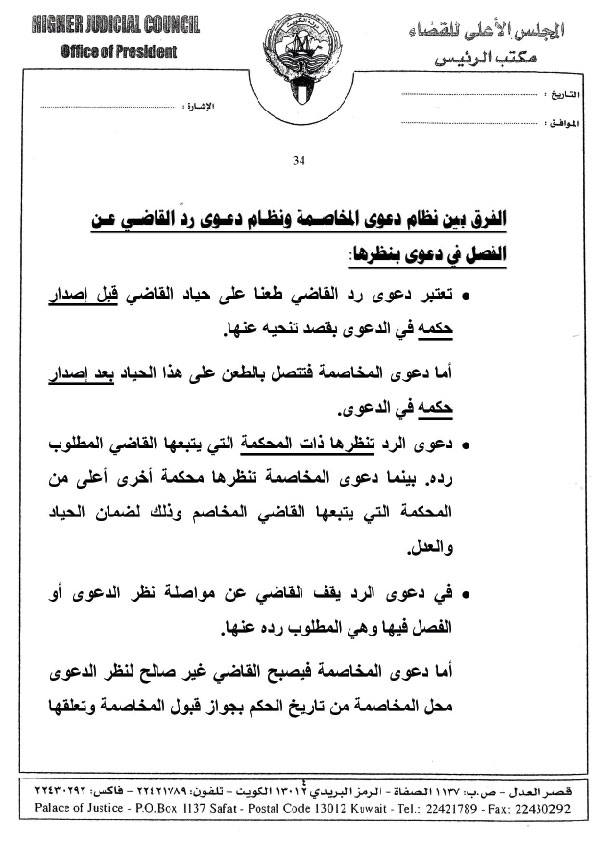 HIGHER JUDICIAL COUNCIL
Office of President
المجلس الأعلى للقضاء
مكتب الرئيس
التاريخ :
الموافق :
الإشارة :
34
الفرق بين نظام دعوى المخاصمة ونظام دعوى رد القاضي عن
الفصل في دعوى بنظرها:
• تعتبر دعوى رد القاضي طعنا على حياد القاضي قبل إصدار
حكمه في الدعوى بقصد تنحيه عنها.
أما دعوى المخاصمة فتتصل بالطعن على هذا الحياد بعد إصدار
حكمه في الدعوى.
• دعوى الرد تنظرها ذات المحكمة التي يتبعها القاضي المطلوب
رده. بينما دعوى المخاصمة تنظرها محكمة أخرى أعلى من
المحكمة التي يتبعها القاضي المخاصم وذلك لضمان الحياد
والعدل.
• في دعوى الرد يقف القاضي عن مواصلة نظر الدعوى أو
الفصل فيها وهي المطلوب رده عنها.
أما دعوى المخاصمة فيصبح القاضي غير صالح لنظر الدعوى
محل المخاصمة من تاريخ الحكم بجواز قبول المخاصمة وتعلقها
قصر العدل - ص.ب: ١١٣٧ الصفاة - الرمز البريدي ١٣٠١٢ الكويت - تلفون: ٢٢٤٢١٧٨٩ - فاكس: ٢٢٤٣٠٢٩٢
Palace of Justice - P.O.Box 1137 Safat - Postal Code 13012 Kuwait - Tel.: 22421789 - Fax: 22430292